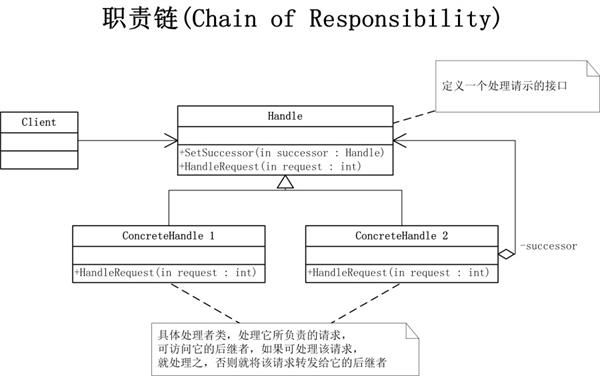 职责链(Chain of Responsibility)
定义一个处理请示的接口
Client
Handle
+SetSuccessor(in successor : Handle)
+HandleRequest(in request : int)
ConcreteHandle 1
+HandleRequest(in request : int)
ConcreteHandle 2
+HandleRequest(in request : int)
-successor
具体处理者类，处理它所负责的请求，
可访问它的后继者，如果可处理该请求，
就处理之，否则就将该请求转发给它的后继者